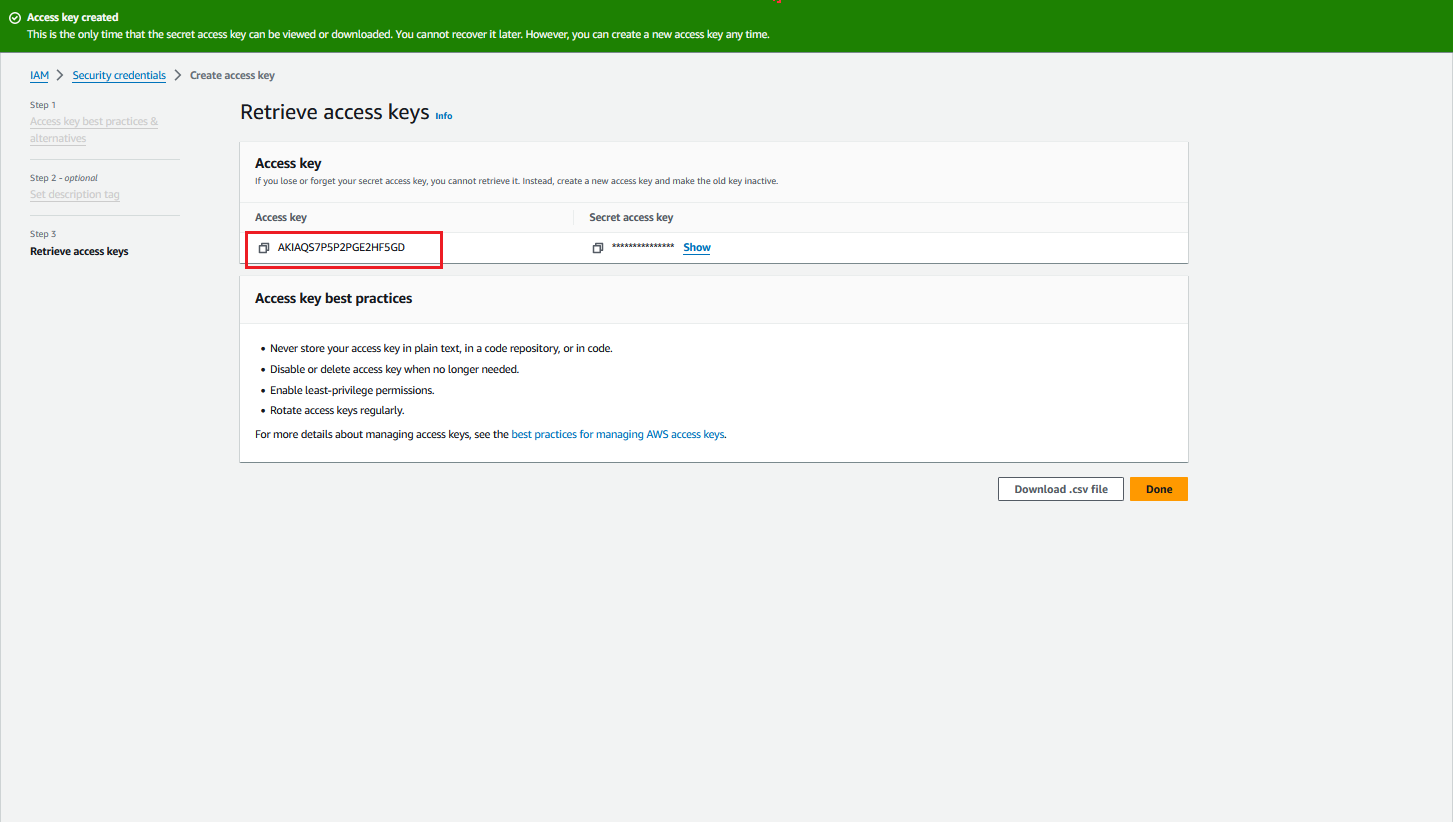 Access key created
This is the only time that the secret access key can be viewed or downloaded. You cannot recover it later. However, you can create a new access key any time.
IAM > Security credentials > Create access key
Step 1
Access key best practices &
alternatives
Step 2 - optional
Set description tag
Step 3
Retrieve access keys
Retrieve access keys Info
Access key
If you lose or forget your secret access key, you cannot retrieve it. Instead, create a new access key and make the old key inactive.
Access key Secret access key
AKIAQS7P5P2PGE2HF5GD *************** Show
Access key best practices
• Never store your access key in plain text, in a code repository, or in code.
• Disable or delete access key when no longer needed.
• Enable least-privilege permissions.
• Rotate access keys regularly.
For more details about managing access keys, see the best practices for managing AWS access keys.
Download .csv file Done